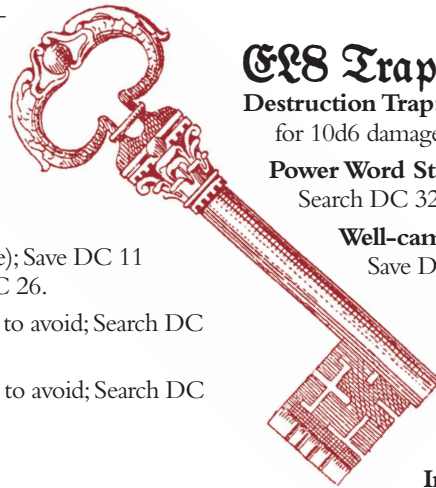 e); Save DC 11
C 26.
to avoid; Search DC
to avoid; Search DC
EL8 Trap
Destruction Trap
for 10d6 damage
Power Word St
Search DC 32
Well-cam
Save D
In